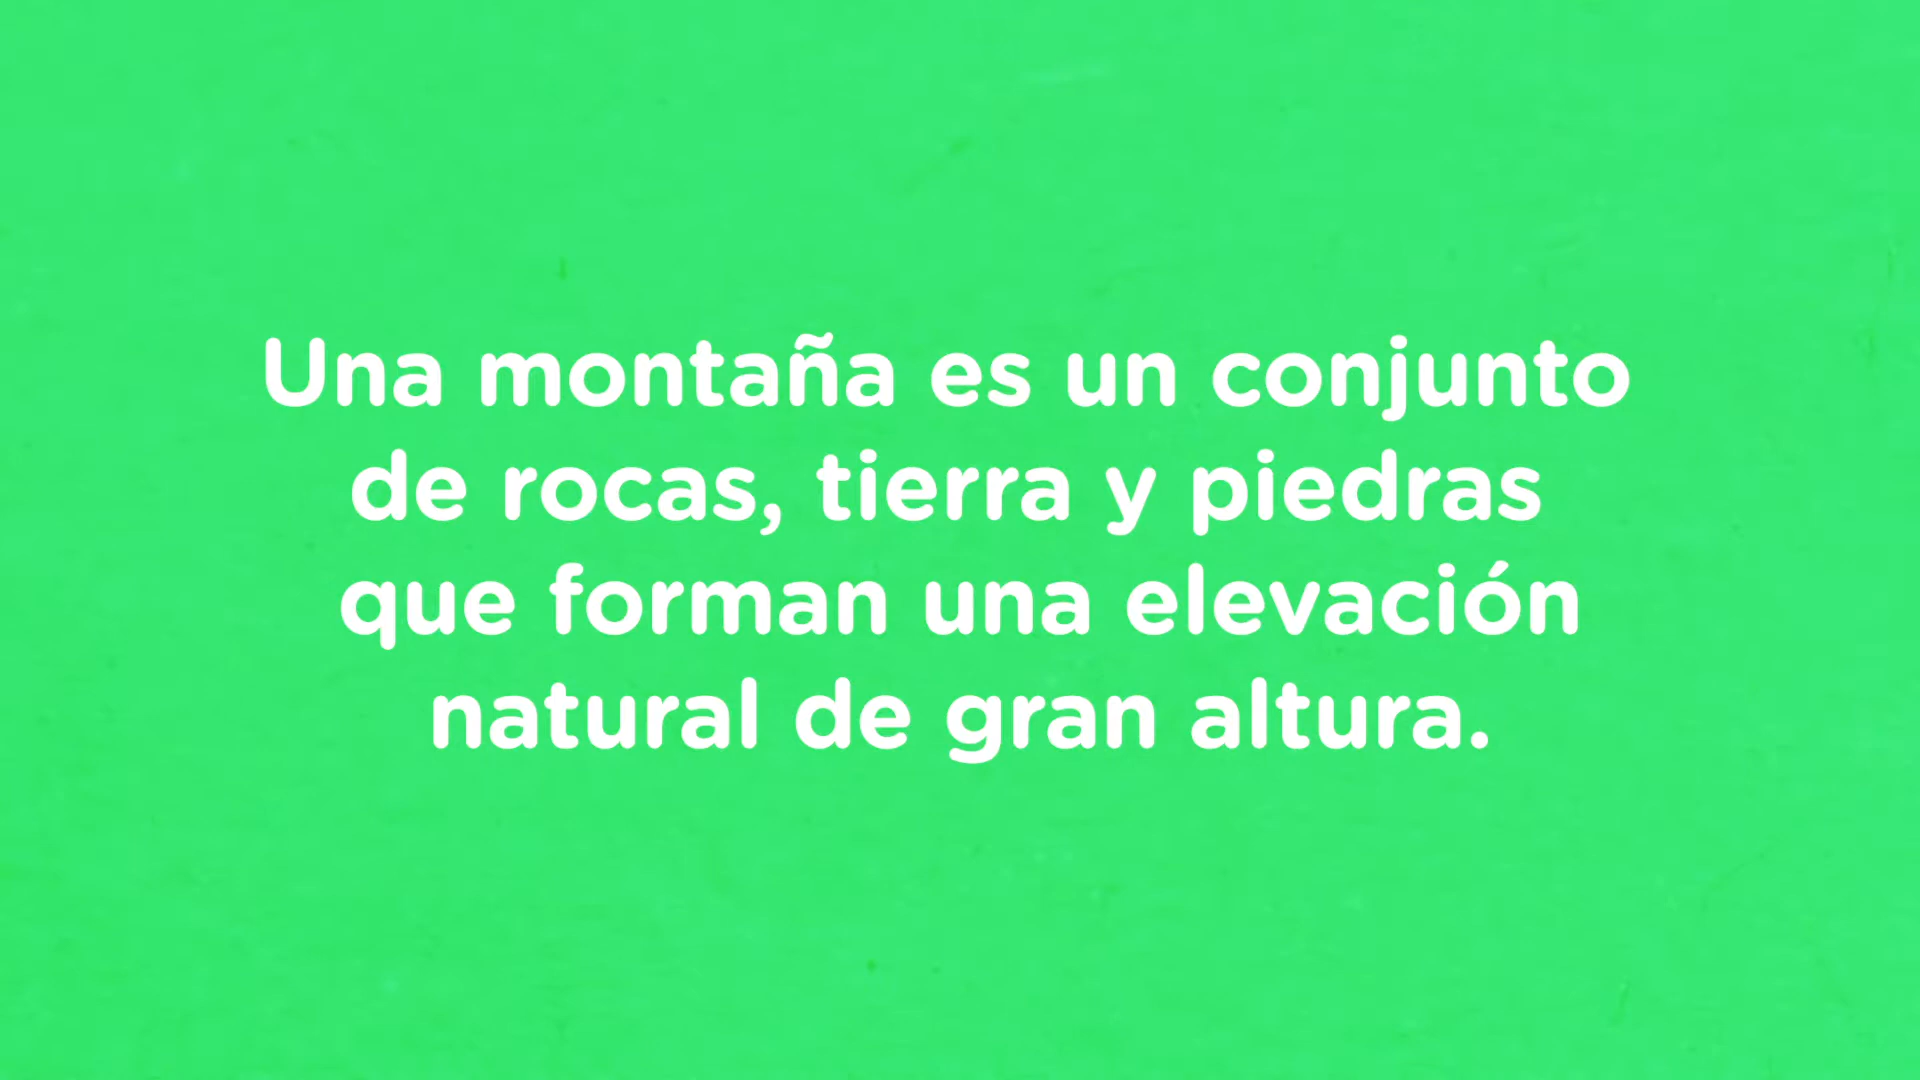 Una montaña es un conjunto
de rocas, tierra y piedras
que forman una elevación
natural de gran altura.